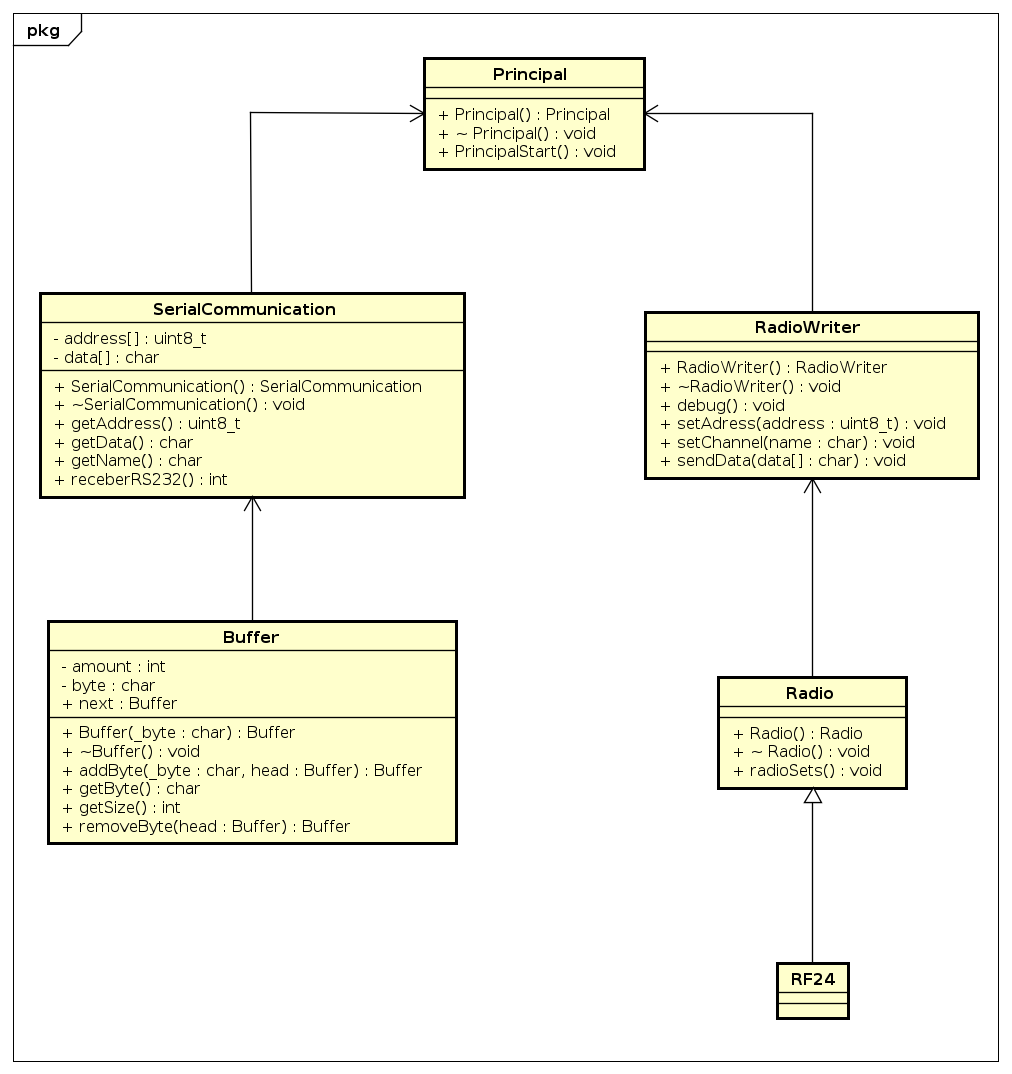 pkg
Principal
+ Principal() : Principal
+ ~ Principal() : void
+ PrincipalStart() : void
SerialCommunication
- address[] : uint8_t
- data[] : char
+ SerialCommunication() : SerialCommunication
+ ~SerialCommunication() : void
+ getAddress() : uint8_t
+ getData() : char
+ getName() : char
+ receberRS232() : int
RadioWriter
+ RadioWriter() : RadioWriter
+ ~RadioWriter() : void
+ debug() : void
+ setAdress(address : uint8_t) : void
+ setChannel(name : char) : void
+ sendData(data[] : char) : void
Buffer
- amount : int
- byte : char
+ next : Buffer
+ Buffer(_byte : char) : Buffer
+ ~Buffer() : void
+ addByte(_byte : char, head : Buffer) : Buffer
+ getByte() : char
+ getSize() : int
+ removeByte(head : Buffer) : Buffer
Radio
+ Radio() : Radio
+ ~ Radio() : void
+ radioSets() : void
RF24